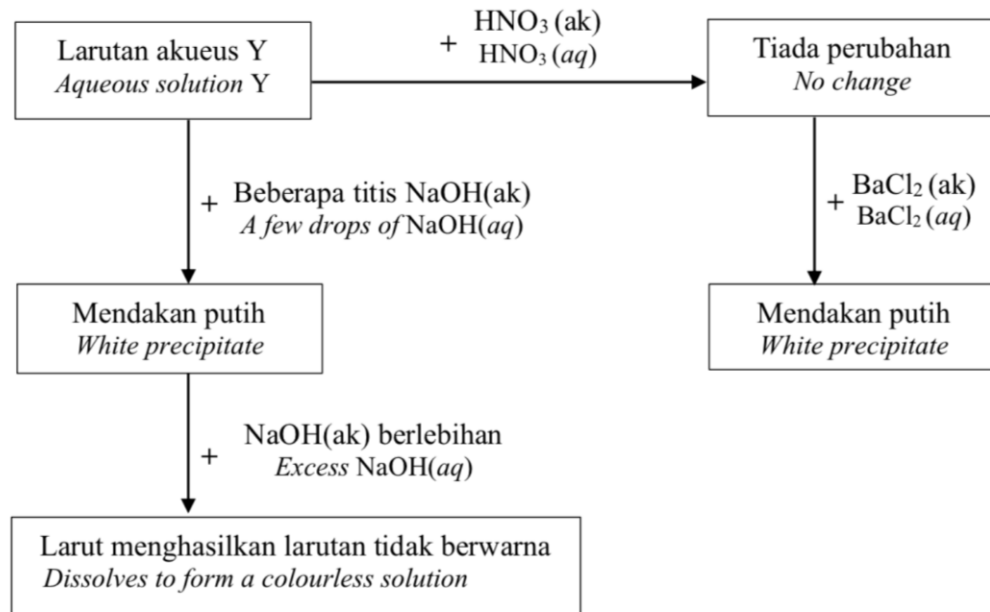 Larutan akueus Y
Aqueous solution Y
+
HNO₃ (ak)
HNO₃ (aq)
Tiada perubahan
No change
+
Beberapa titis NaOH(ak)
A few drops of NaOH(aq)
+
BaCl₂ (ak)
BaCl₂ (aq)
Mendakan putih
White precipitate
Mendakan putih
White precipitate
+
NaOH(ak) berlebihan
Excess NaOH(aq)
Larut menghasilkan larutan tidak berwarna
Dissolves to form a colourless solution